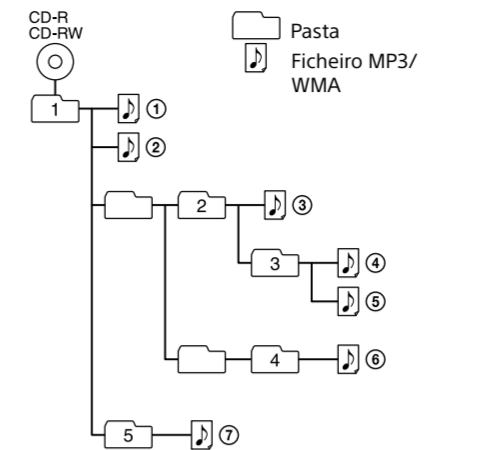 CD-R
CD-RW
Pasta
Ficheiro MP3/
WMA
1
①
②
2
③
3
④
⑤
4
⑥
5
⑦